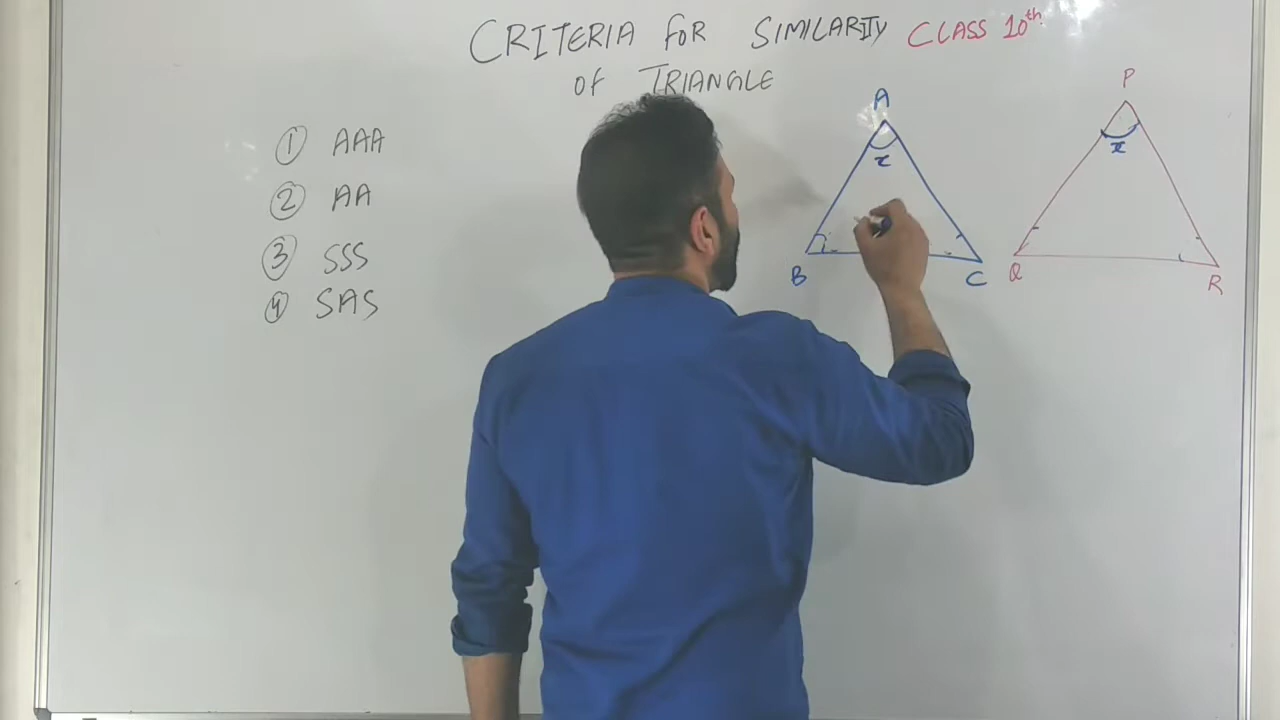 CRITERIA FOR SIMILARITY CLASS 10th
OF TRIANGLE
① AAA
② AA
③ SSS
④ SAS
A
x
B
C
P
x
Q
R